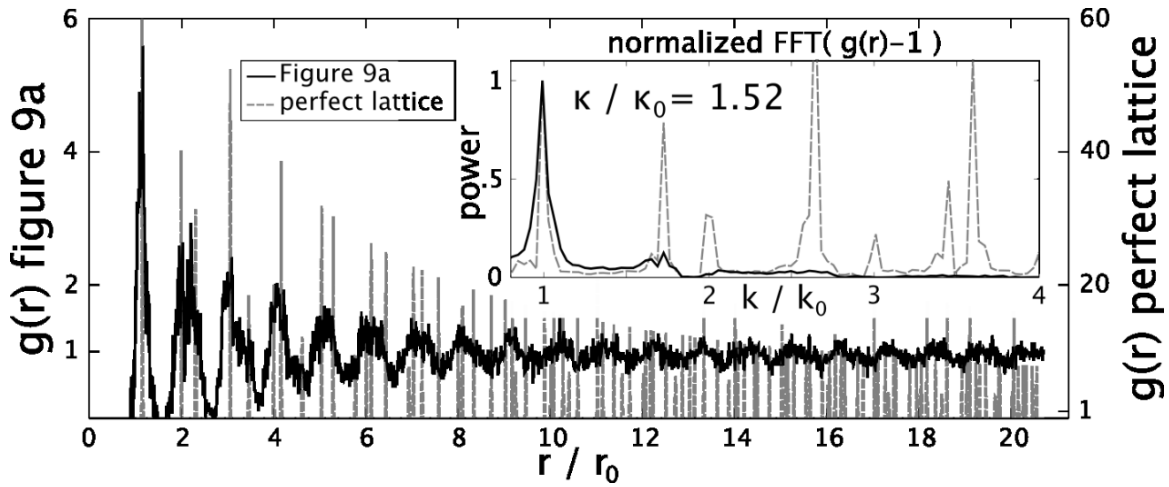 normalized FFT( g(r)-1 )
κ / κ₀= 1.52
1
.5
0
power
1
2
3
4
k / k₀
Figure 9a
perfect lattice
6
4
2
1
g(r) figure 9a
60
40
20
1
g(r) perfect lattice
0
2
4
6
8
10
12
14
16
18
20
r / r₀